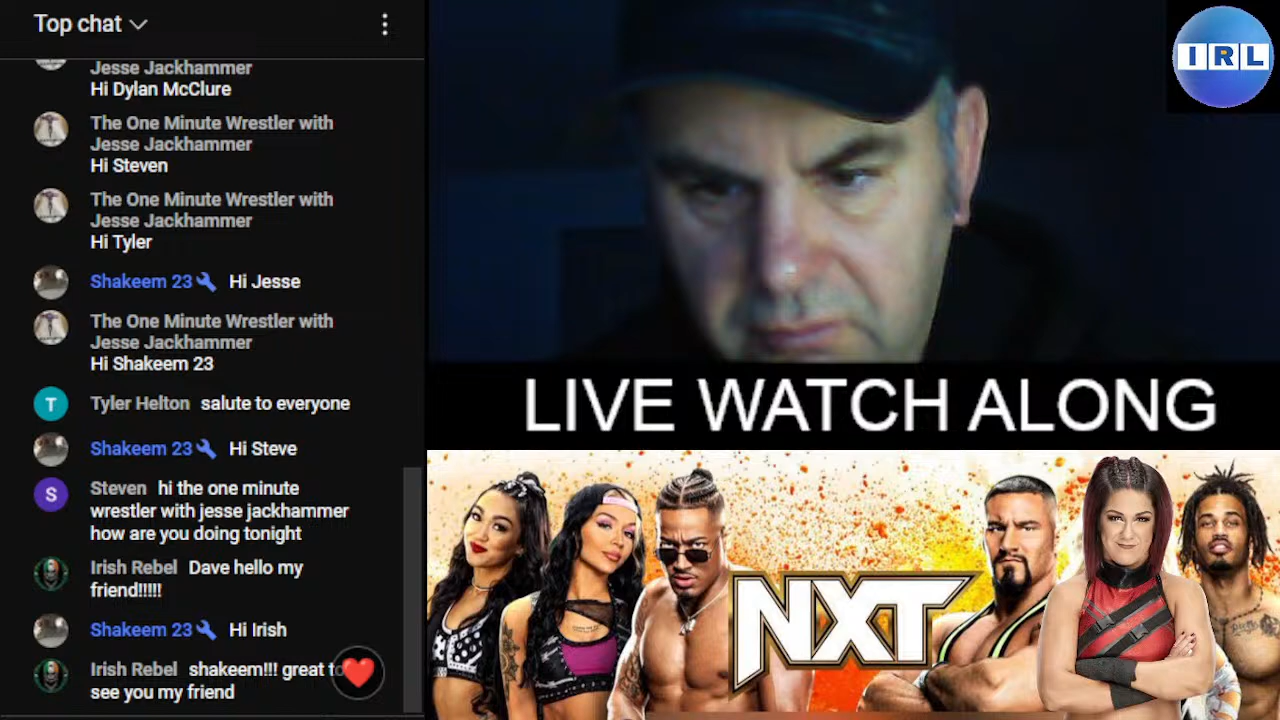 Top chat
Jesse Jackhammer
Hi Dylan McClure
The One Minute Wrestler with
Jesse Jackhammer
Hi Steven
The One Minute Wrestler with
Jesse Jackhammer
Hi Tyler
Shakeem 23 Hi Jesse
The One Minute Wrestler with
Jesse Jackhammer
Hi Shakeem 23
T Tyler Helton salute to everyone
Shakeem 23 Hi Steve
S Steven hi the one minute
wrestler with jesse jackhammer
how are you doing tonight
Irish Rebel Dave hello my
friend!!!!!
Shakeem 23 Hi Irish
Irish Rebel shakeem!!! great to
see you my friend
IRL
LIVE WATCH ALONG
NXT